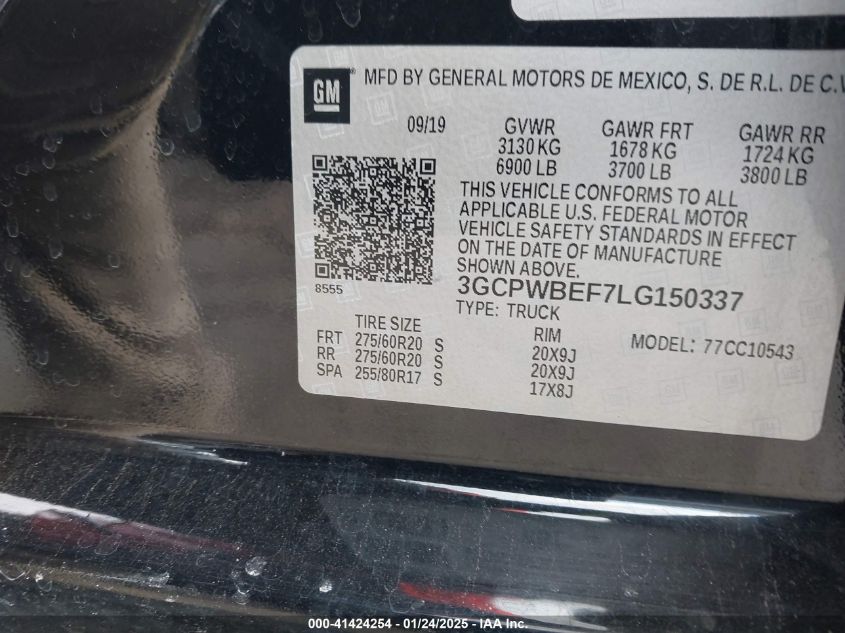 GM
MFD BY GENERAL MOTORS DE MEXICO, S. DE R.L. DE C.V
09/19 GVWR GAWR FRT GAWR RR
3130 KG 1678 KG 1724 KG
6900 LB 3700 LB 3800 LB
THIS VEHICLE CONFORMS TO ALL
APPLICABLE U.S. FEDERAL MOTOR
VEHICLE SAFETY STANDARDS IN EFFECT
ON THE DATE OF MANUFACTURE
SHOWN ABOVE.
8555
3GCPWBEF7LG150337
TYPE: TRUCK
TIRE SIZE RIM MODEL: 77CC10543
FRT 275/60R20 S 20X9J
RR 275/60R20 S 20X9J
SPA 255/80R17 S 17X8J
000-41424254 - 01/24/2025 - IAA Inc.